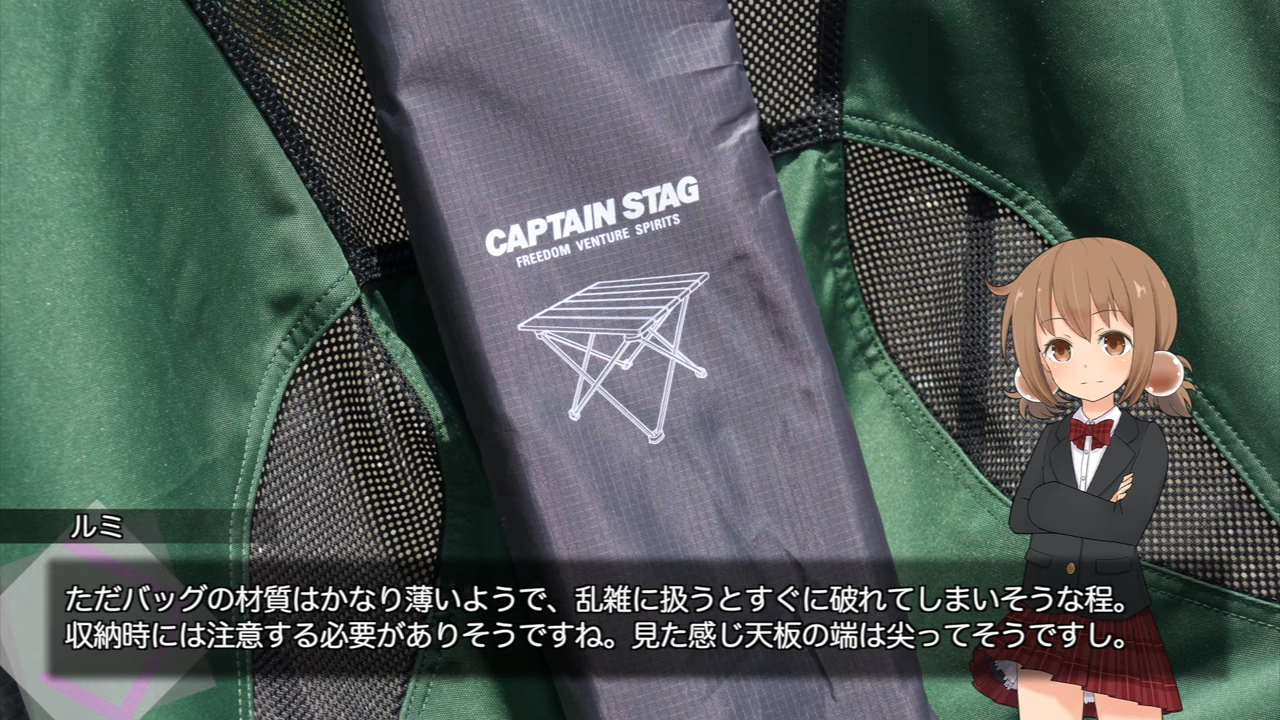 CAPTAIN STAG
FREEDOM VENTURE SPIRITS
ルミ
ただバッグの材質はかなり薄いようで、乱雑に扱うとすぐに破れてしまいそうな程。
収納時には注意する必要がありそうですね。見た感じ天板の端は尖ってそうですし。